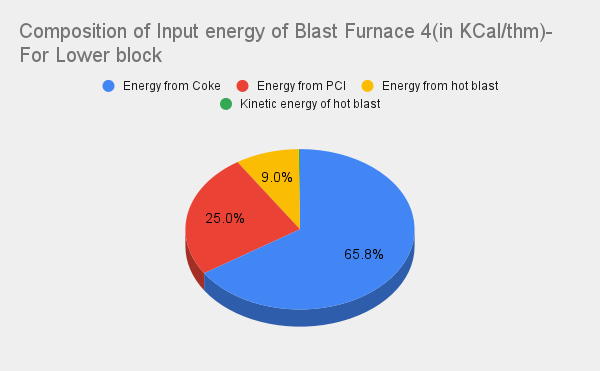 Composition of Input energy of Blast Furnace 4(in KCal/thm)-
For Lower block
Energy from Coke Energy from PCI Energy from hot blast
Kinetic energy of hot blast
9.0%
25.0%
65.8%